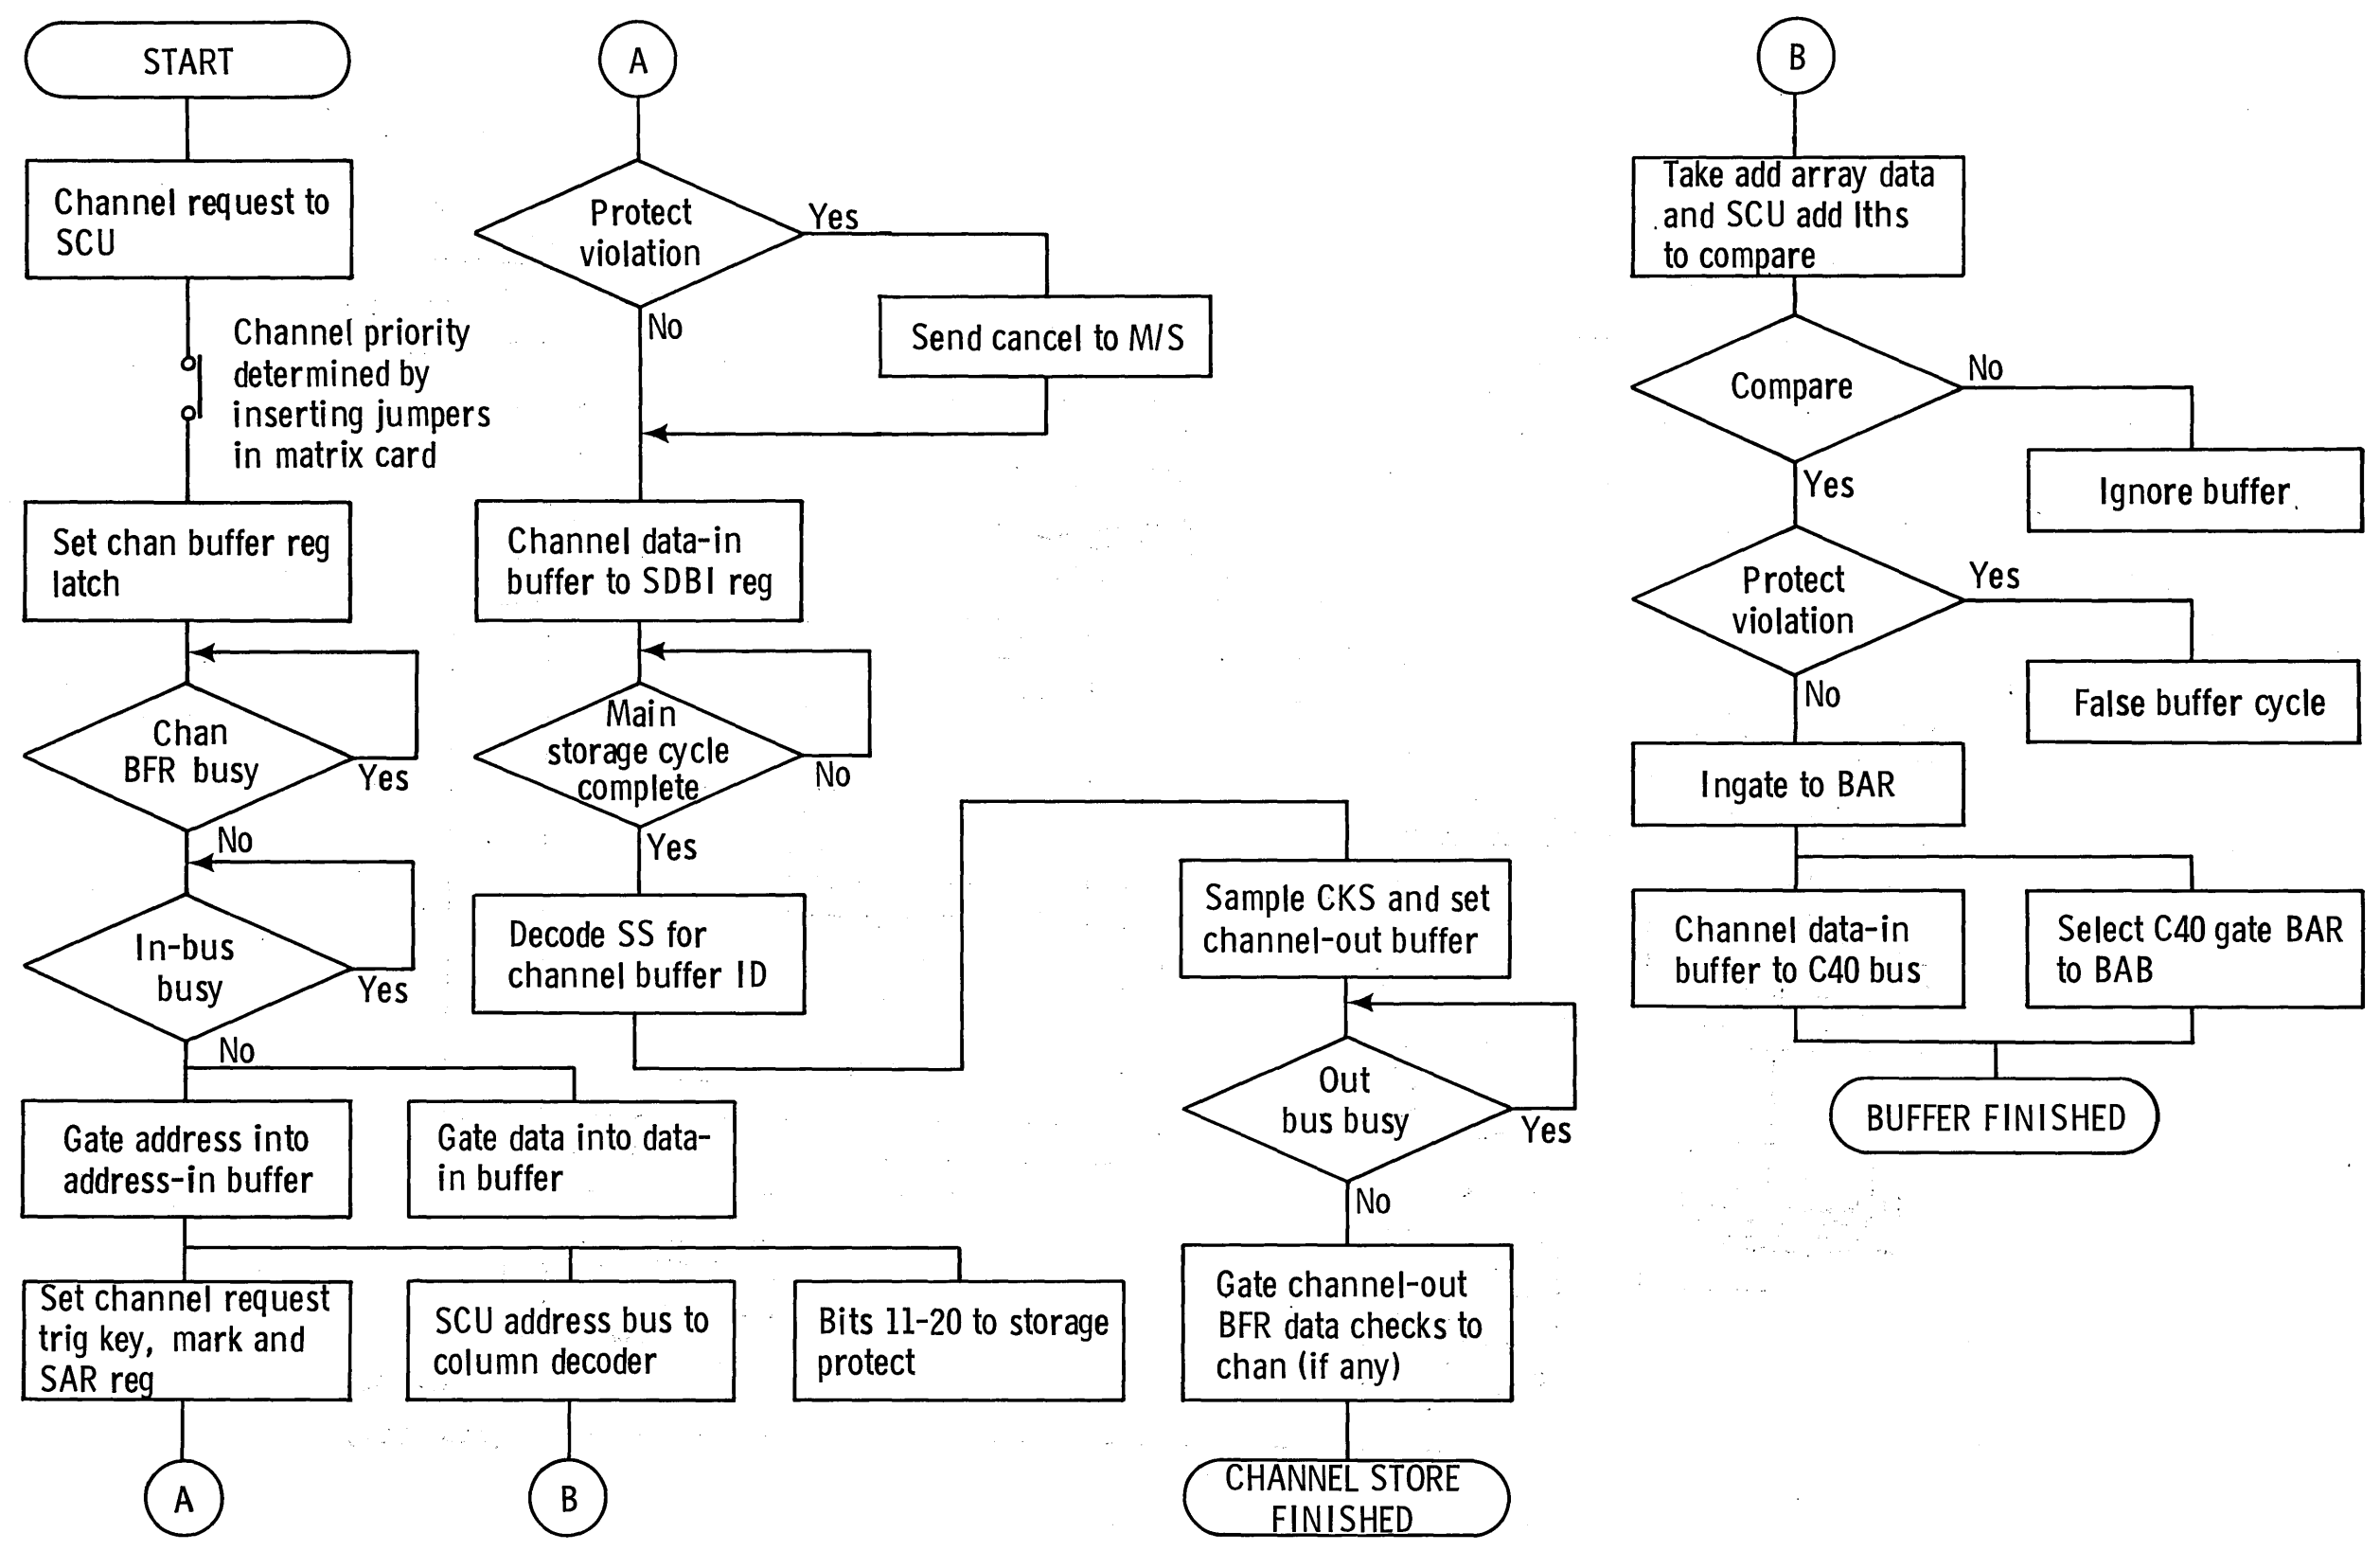 START
Channel request to
SCU
Channel priority
determined by
inserting jumpers
in matrix card
Set chan buffer reg
latch
Chan
BFR busy
Yes
No
In-bus
busy
Yes
No
Gate address into
address-in buffer
Gate data into data-
in buffer
Set channel request
trig key, mark and
SAR reg
SCU address bus to
column decoder
Bits 11-20 to storage
protect
A
B
A
Protect
violation
Yes
No
Send cancel to M/S
Channel data-in
buffer to SDBI reg
Main
storage cycle
complete
No
Yes
Decode SS for
channel buffer ID
Sample CKS and set
channel-out buffer
Out
bus busy
Yes
No
Gate channel-out
BFR data checks to
chan (if any)
CHANNEL STORE
FINISHED
B
Take add array data
and SCU add lths
to compare
Compare
No
Yes
Ignore buffer
Protect
violation
Yes
No
False buffer cycle
Ingate to BAR
Channel data-in
buffer to C40 bus
Select C40 gate BAR
to BAB
BUFFER FINISHED